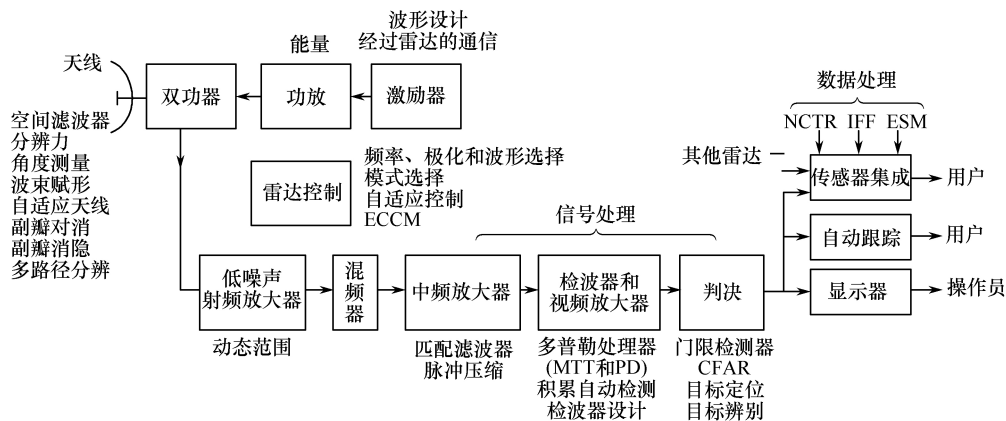 波形设计
经过雷达的通信
能量
天线
双功器
功放
激励器
空间滤波器
分辨力
角度测量
波束赋形
自适应天线
副瓣对消
副瓣消隐
多路径分辨
雷达控制
频率、极化和波形选择
模式选择
自适应控制
ECCM
数据处理
NCTR IFF ESM
其他雷达
传感器集成
用户
自动跟踪
用户
显示器
操作员
信号处理
低噪声
射频放大器
混
频
器
中频放大器
检波器和
视频放大器
判决
动态范围
匹配滤波器
脉冲压缩
多普勒处理器
(MTT和PD)
积累自动检测
检波器设计
门限检测器
CFAR
目标定位
目标辨别